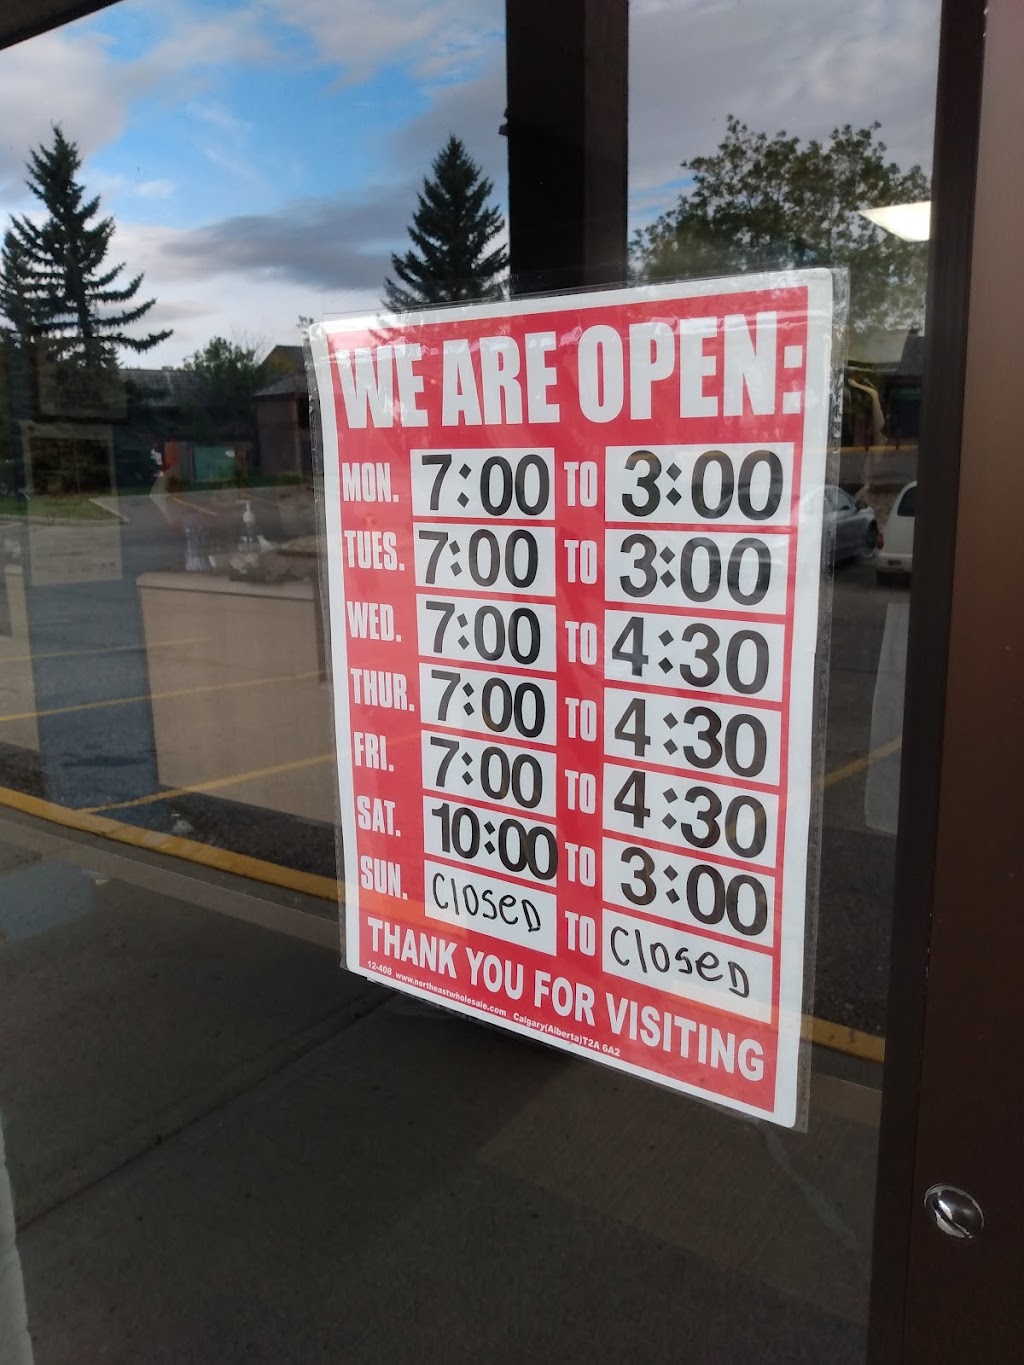 WE ARE OPEN:
MON. 7:00 TO 3:00
TUES. 7:00 TO 3:00
WED. 7:00 TO 4:30
THUR. 7:00 TO 4:30
FRI. 7:00 TO 4:30
SAT. 10:00 TO 3:00
SUN. Closed TO Closed
THANK YOU FOR VISITING
12-408 www.northeastwholesale.com Calgary(Alberta)T2A 6A2